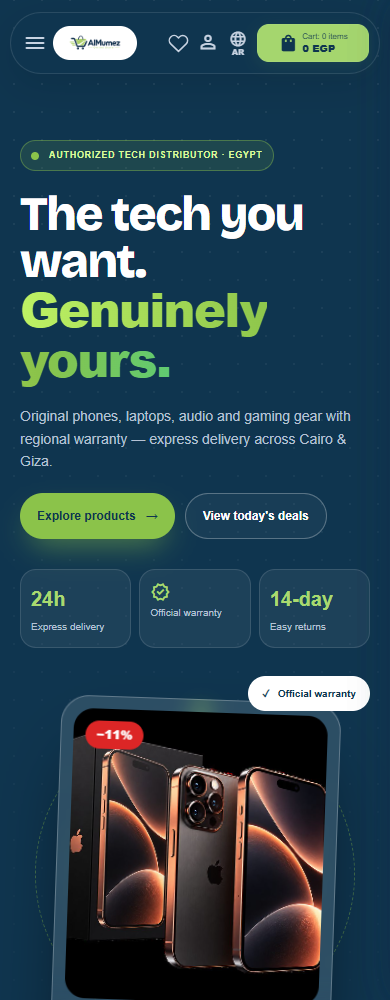 AlMumez
AR
Cart: 0 items
0 EGP
AUTHORIZED TECH DISTRIBUTOR · EGYPT
The tech you
want.
Genuinely
yours.
Original phones, laptops, audio and gaming gear with
regional warranty — express delivery across Cairo &
Giza.
Explore products →
View today's deals
24h
Express delivery
Official warranty
14-day
Easy returns
✓ Official warranty
−11%